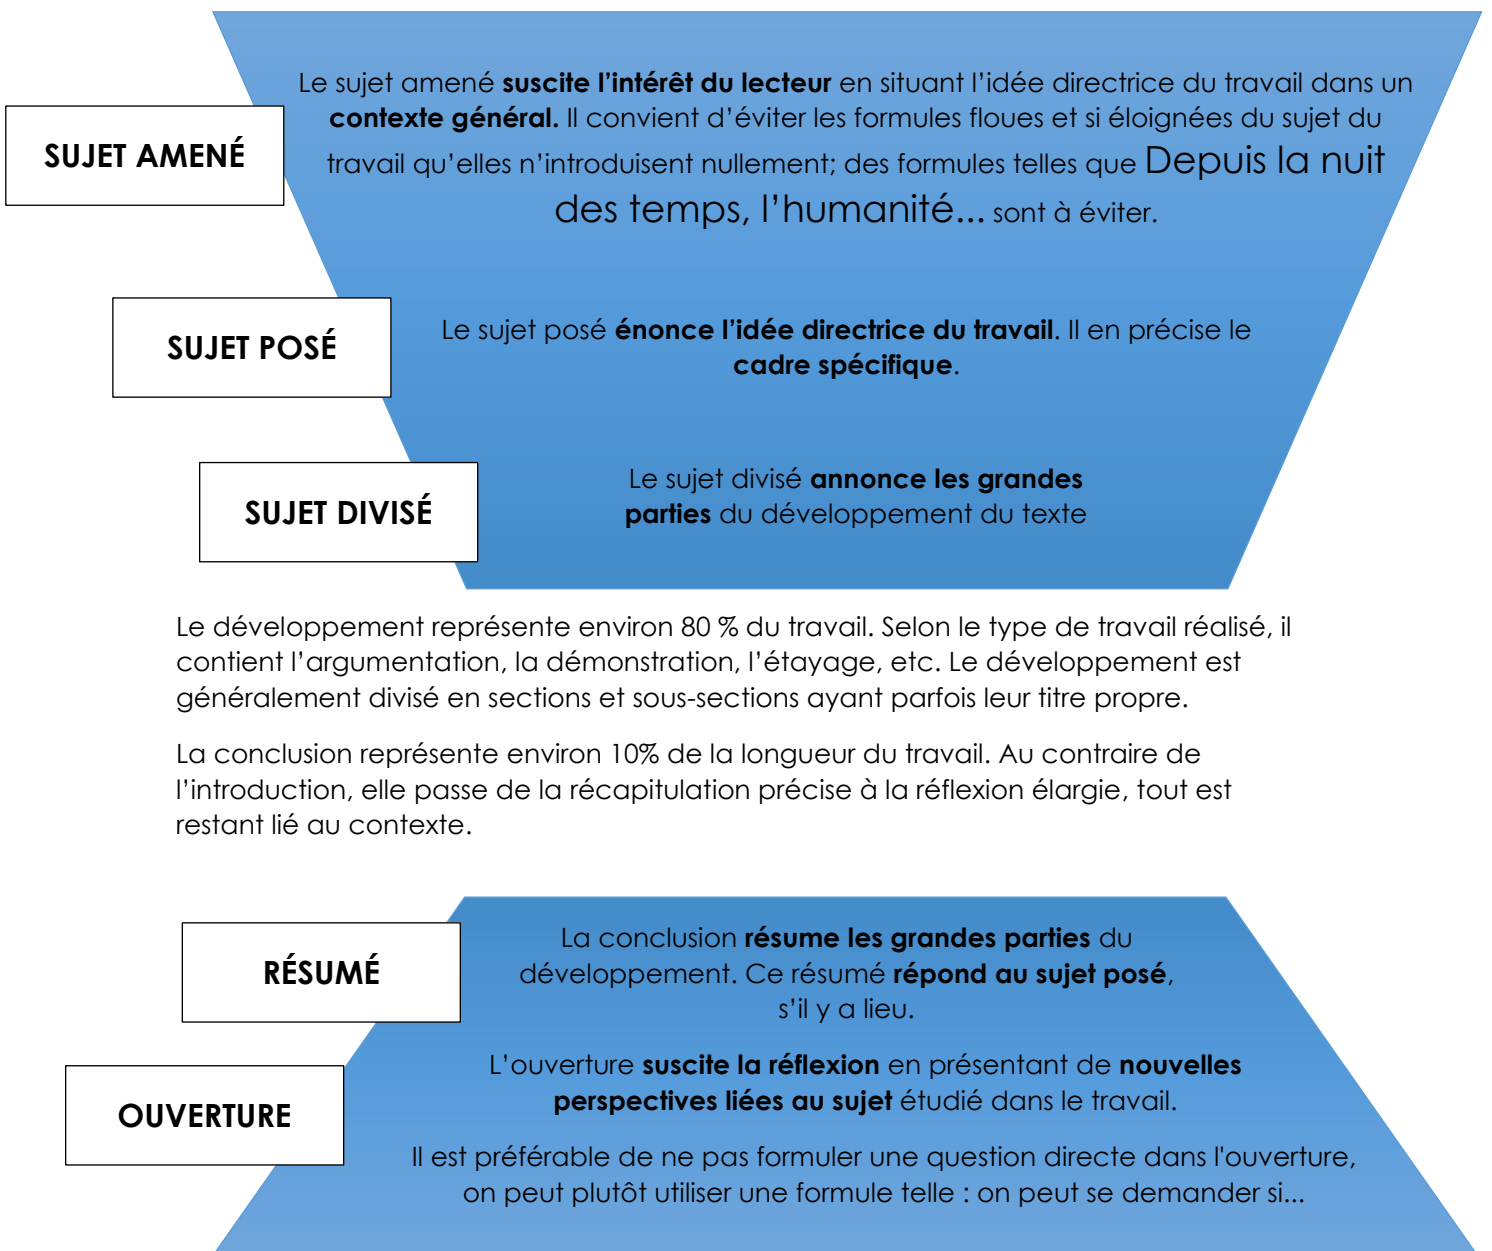 Le sujet amené suscite l'intérêt du lecteur en situant l'idée directrice du travail dans un
contexte général. Il convient d'éviter les formules floues et si éloignées du sujet du
SUJET AMENÉ
travail qu'elles n'introduisent nullement; des formules telles que Depuis la nuit
des temps, l'humanité... sont à éviter.
SUJET POSÉ
Le sujet posé énonce l'idée directrice du travail. Il en précise le
cadre spécifique.
SUJET DIVISÉ
Le sujet divisé annonce les grandes
parties du développement du texte
Le développement représente environ 80 % du travail. Selon le type de travail réalisé, il
contient l'argumentation, la démonstration, l'étayage, etc. Le développement est
généralement divisé en sections et sous-sections ayant parfois leur titre propre.
La conclusion représente environ 10% de la longueur du travail. Au contraire de
l'introduction, elle passe de la récapitulation précise à la réflexion élargie, tout est
restant lié au contexte.
RÉSUMÉ
La conclusion résume les grandes parties du
développement. Ce résumé répond au sujet posé,
s'il y a lieu.
OUVERTURE
L'ouverture suscite la réflexion en présentant de nouvelles
perspectives liées au sujet étudié dans le travail.
Il est préférable de ne pas formuler une question directe dans l'ouverture,
on peut plutôt utiliser une formule telle : on peut se demander si...